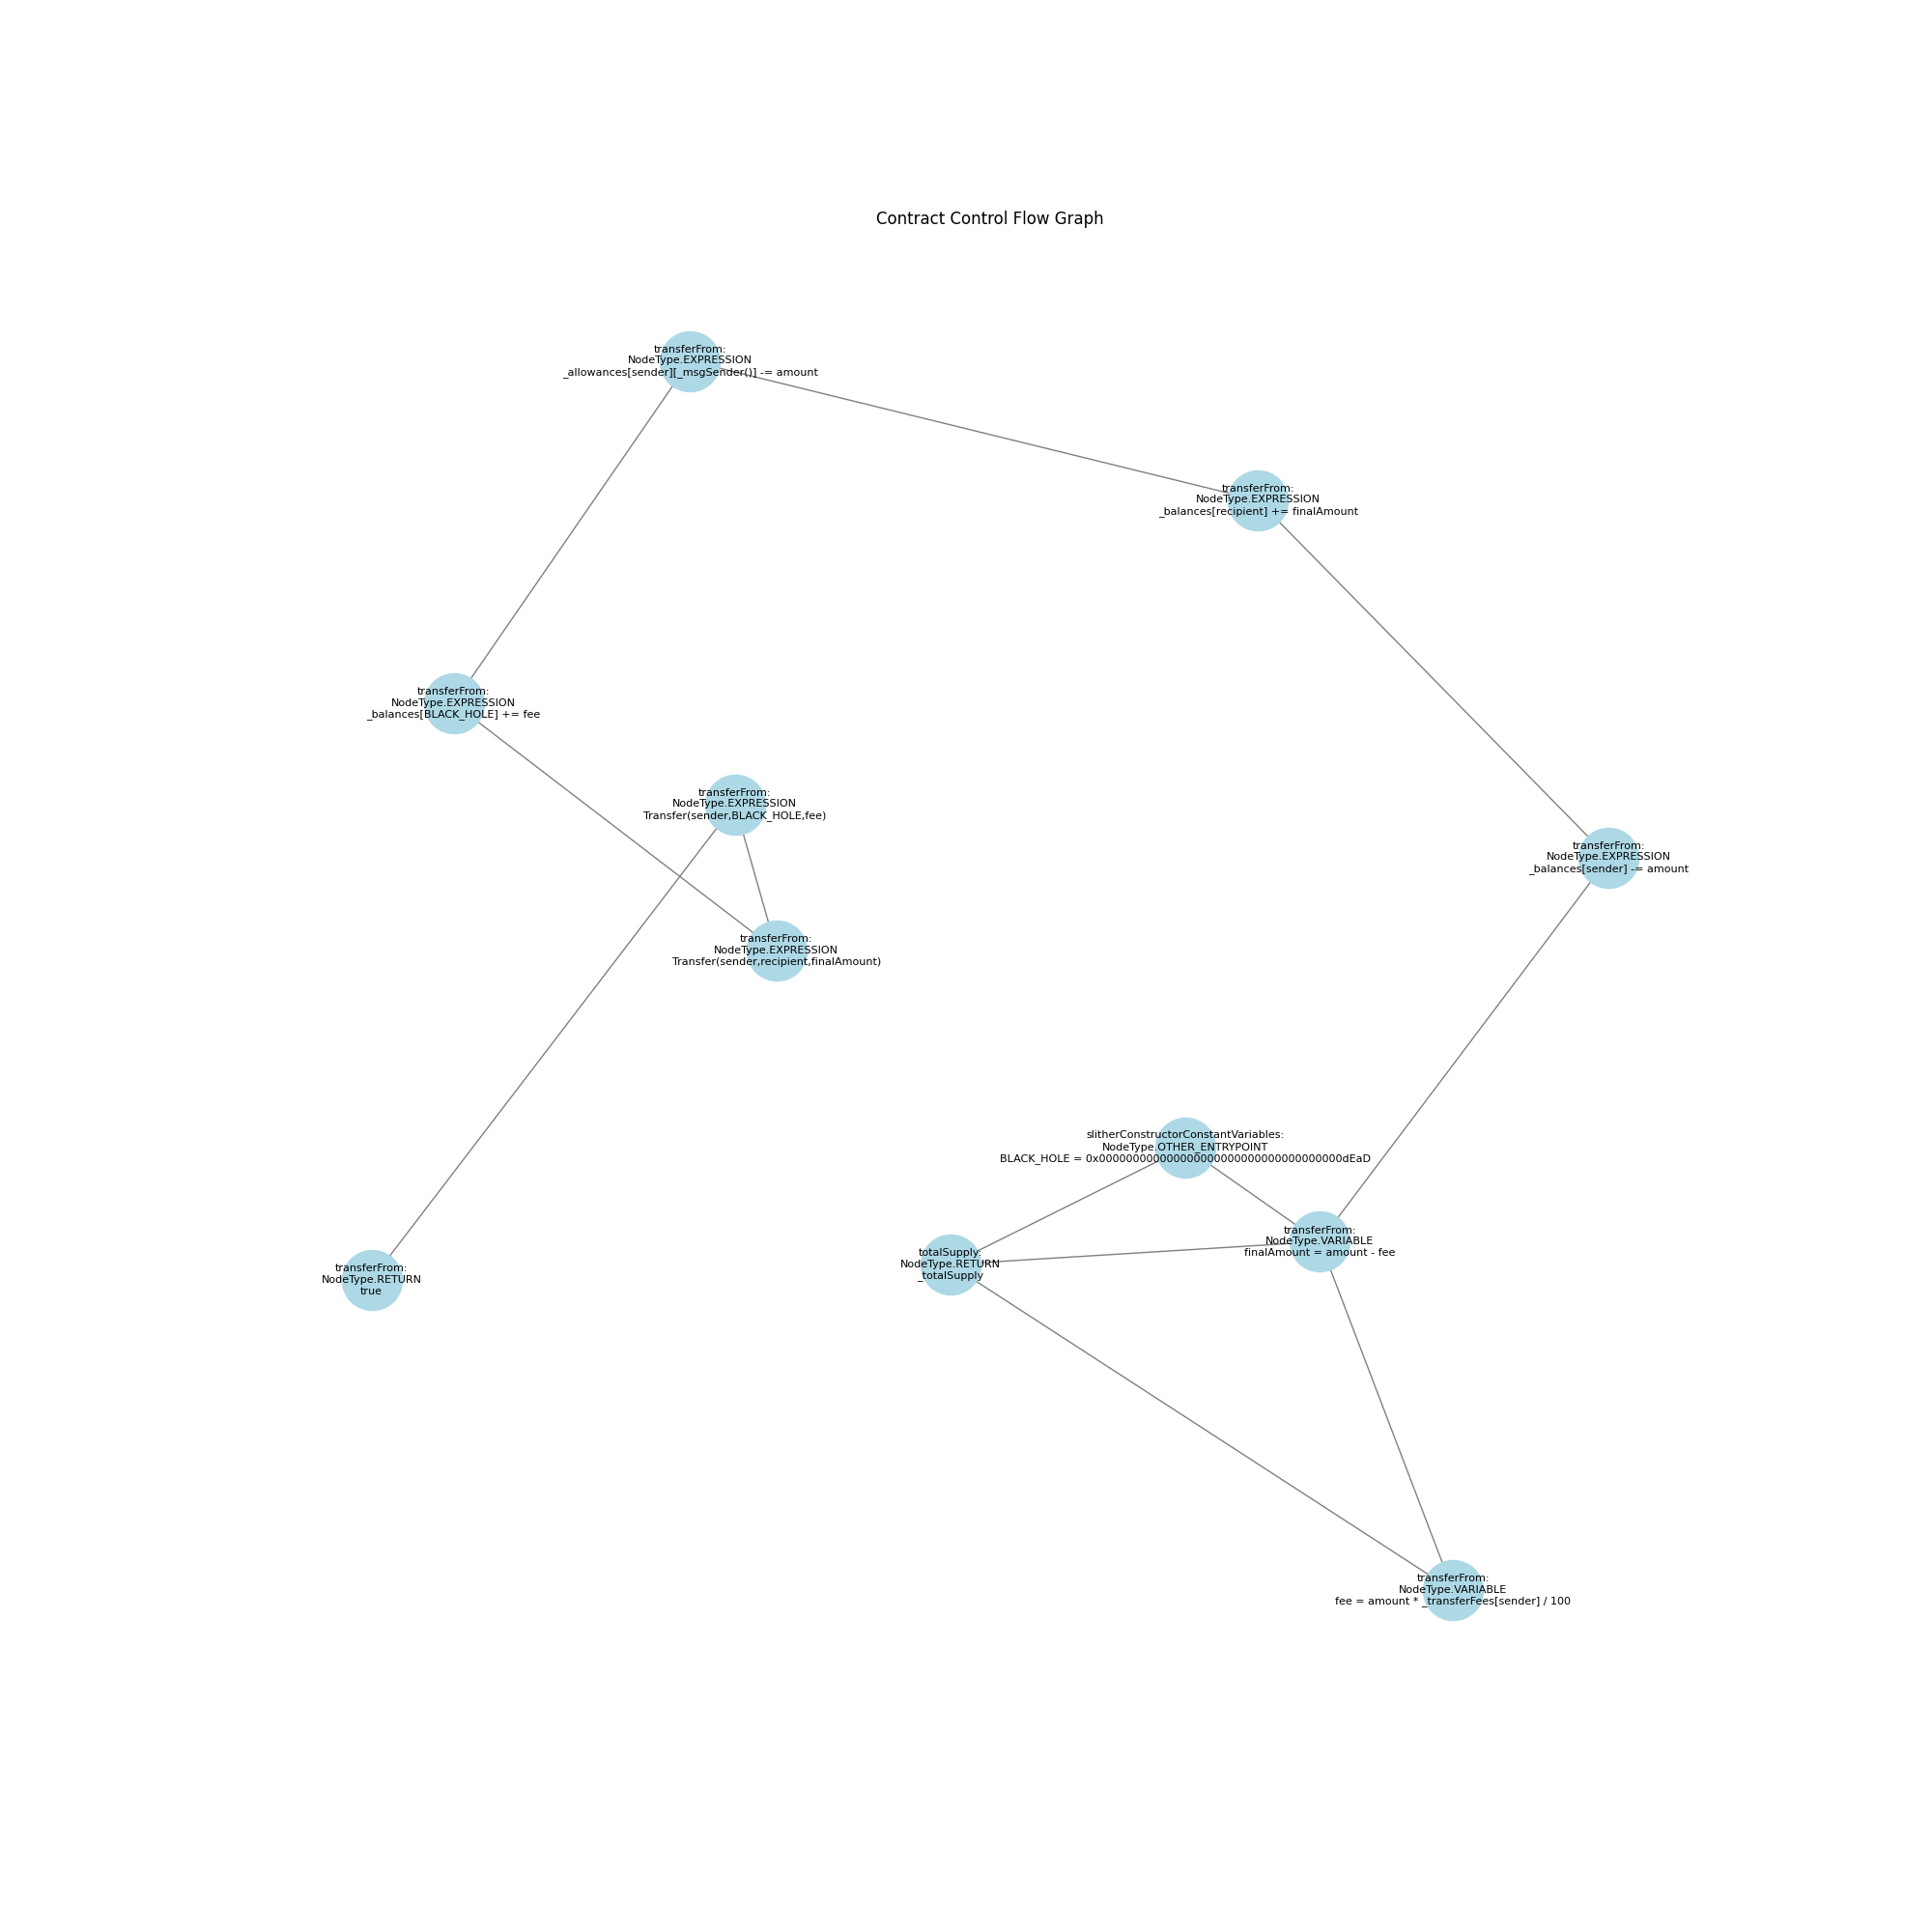 Contract Control Flow Graph
transferFrom:
NodeType.EXPRESSION
_allowances[sender][_msgSender()] -= amount
transferFrom:
NodeType.EXPRESSION
_balances[recipient] += finalAmount
transferFrom:
NodeType.EXPRESSION
_balances[BLACK_HOLE] += fee
transferFrom:
NodeType.EXPRESSION
Transfer(sender,BLACK_HOLE,fee)
transferFrom:
NodeType.EXPRESSION
_balances[sender] -= amount
transferFrom:
NodeType.EXPRESSION
Transfer(sender,recipient,finalAmount)
slitherConstructorConstantVariables:
NodeType.OTHER_ENTRYPOINT
BLACK_HOLE = 0x000000000000000000000000000000000000dEaD
transferFrom:
NodeType.VARIABLE
finalAmount = amount - fee
totalSupply:
NodeType.RETURN
_totalSupply
transferFrom:
NodeType.RETURN
true
transferFrom:
NodeType.VARIABLE
fee = amount * _transferFees[sender] / 100